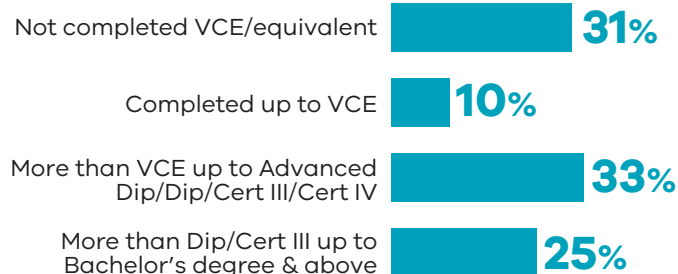 Not completed VCE/equivalent 31%
Completed up to VCE 10%
More than VCE up to Advanced
Dip/Dip/Cert III/Cert IV 33%
More than Dip/Cert III up to
Bachelor's degree & above 25%